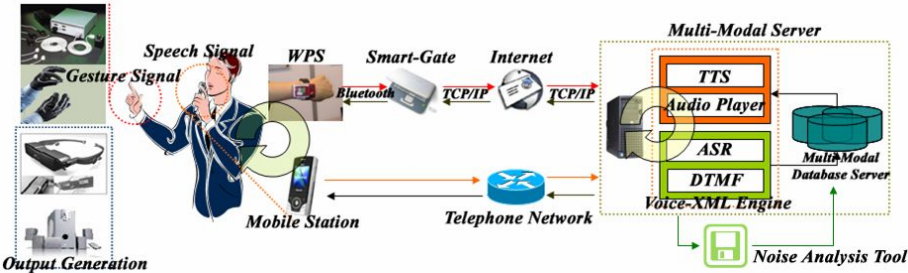 Multi-Modal Server
Speech Signal
WPS
Smart-Gate
Internet
Gesture Signal
Bluetooth
TCP/IP
TCP/IP
TTS
Audio Player
ASR
DTMF
Multi-Modal
Database Server
Voice-XML Engine
Mobile Station
Telephone Network
Noise Analysis Tool
Output Generation